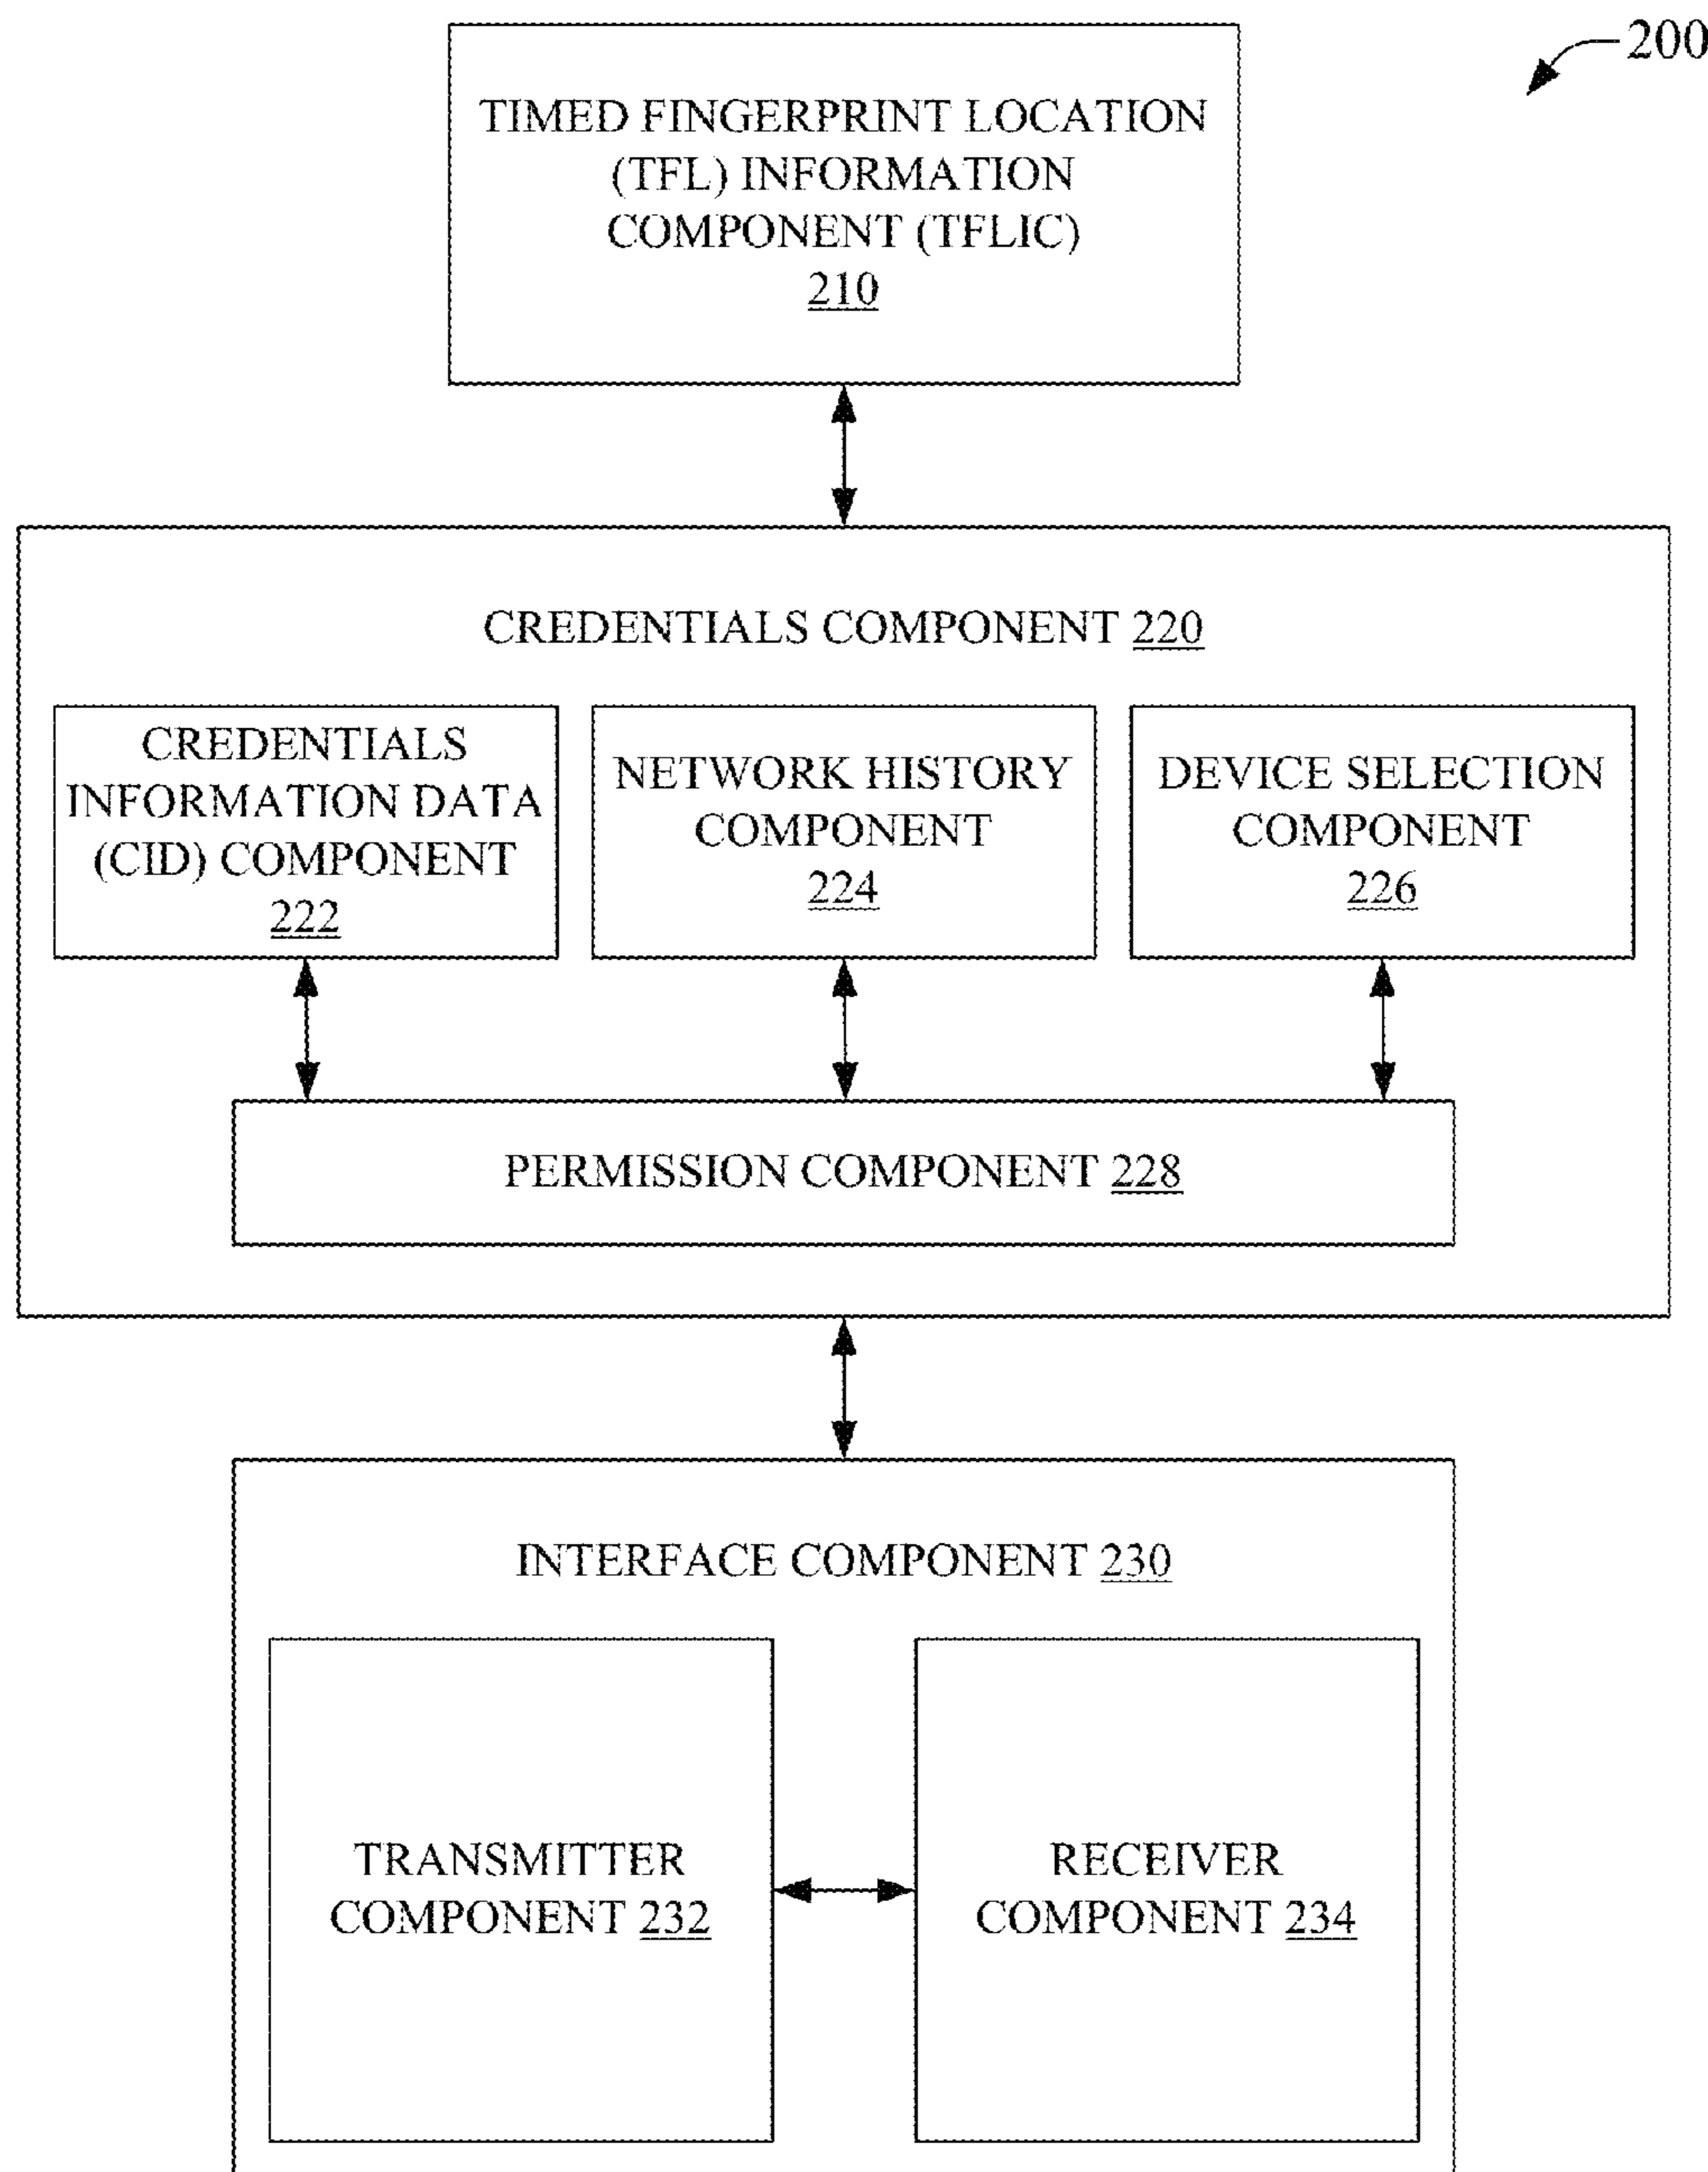 200
TIMED FINGERPRINT LOCATION
(TFL) INFORMATION
COMPONENT (TFLIC)
210
CREDENTIALS COMPONENT 220
CREDENTIALS
INFORMATION DATA
(CID) COMPONENT
222
NETWORK HISTORY
COMPONENT
224
DEVICE SELECTION
COMPONENT
226
PERMISSION COMPONENT 228
INTERFACE COMPONENT 230
TRANSMITTER
COMPONENT 232
RECEIVER
COMPONENT 234